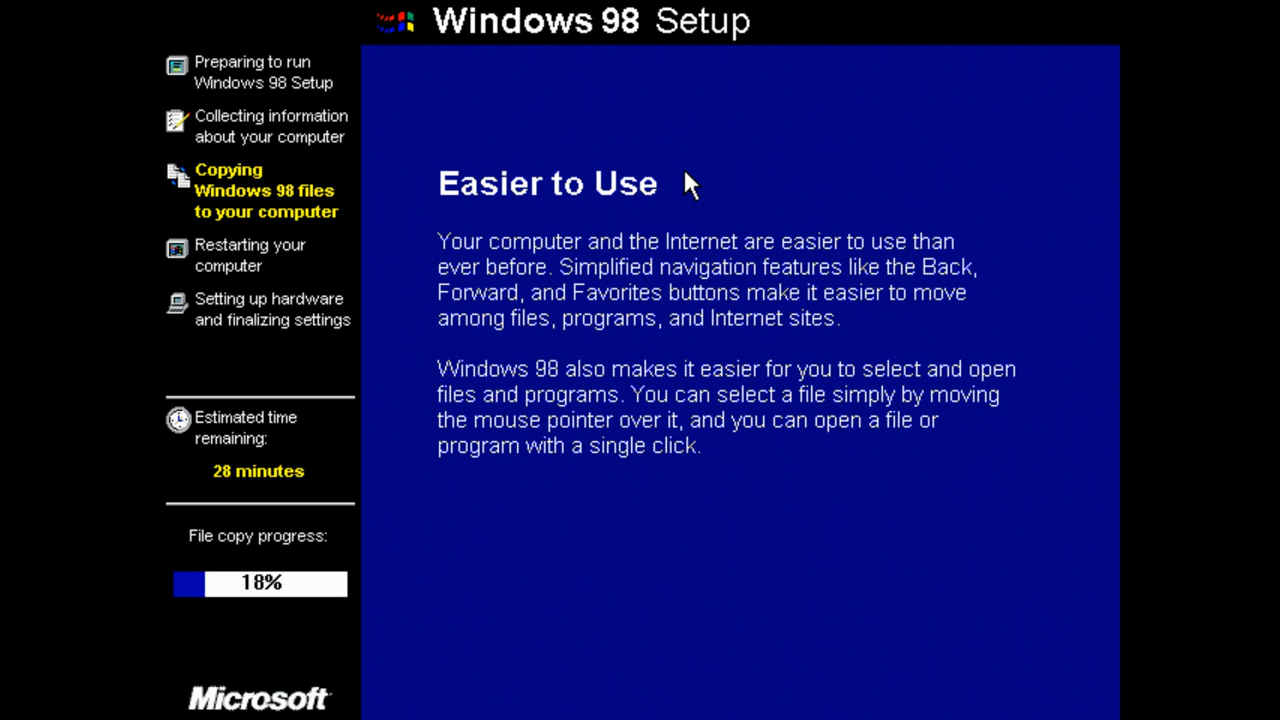 Windows 98 Setup
Preparing to run
Windows 98 Setup
Collecting information
about your computer
Copying
Windows 98 files
to your computer
Restarting your
computer
Setting up hardware
and finalizing settings
Estimated time
remaining:
28 minutes
File copy progress:
18%
Microsoft
Easier to Use
Your computer and the Internet are easier to use than
ever before. Simplified navigation features like the Back,
Forward, and Favorites buttons make it easier to move
among files, programs, and Internet sites.
Windows 98 also makes it easier for you to select and open
files and programs. You can select a file simply by moving
the mouse pointer over it, and you can open a file or
program with a single click.